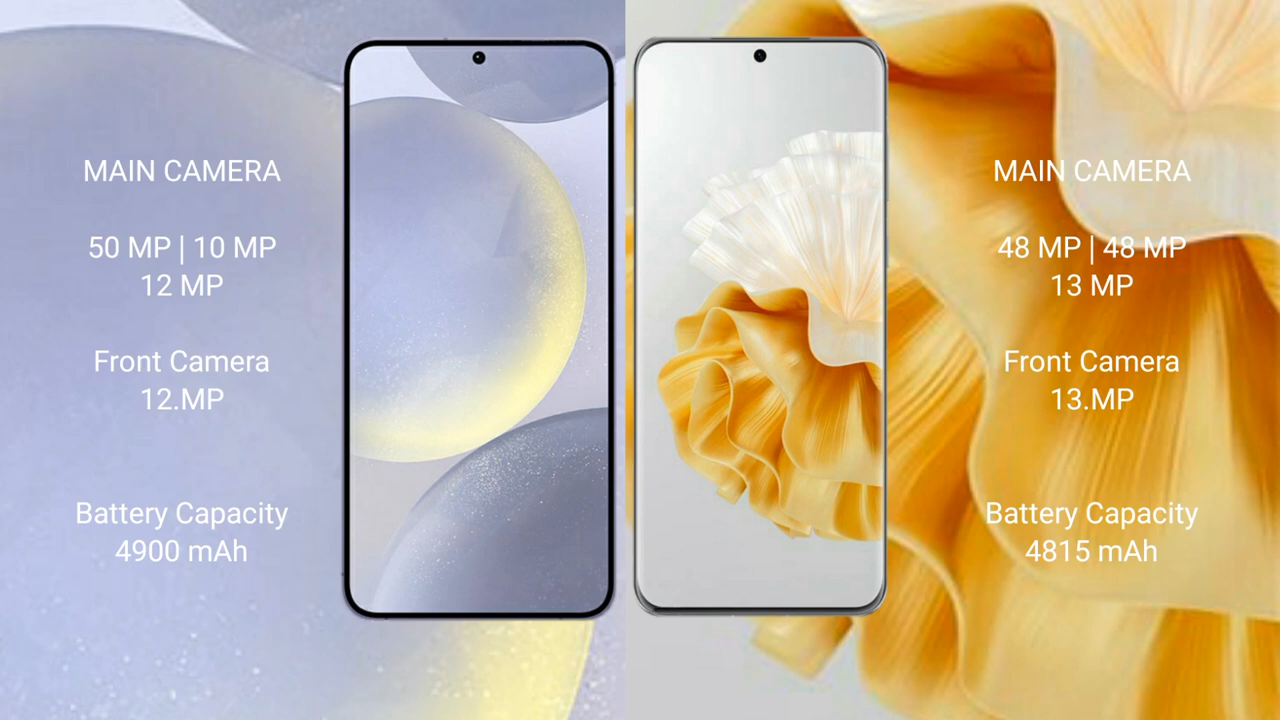 MAIN CAMERA
50 MP | 10 MP
12 MP
Front Camera
12.MP
Battery Capacity
4900 mAh
MAIN CAMERA
48 MP | 48 MP
13 MP
Front Camera
13.MP
Battery Capacity
4815 mAh